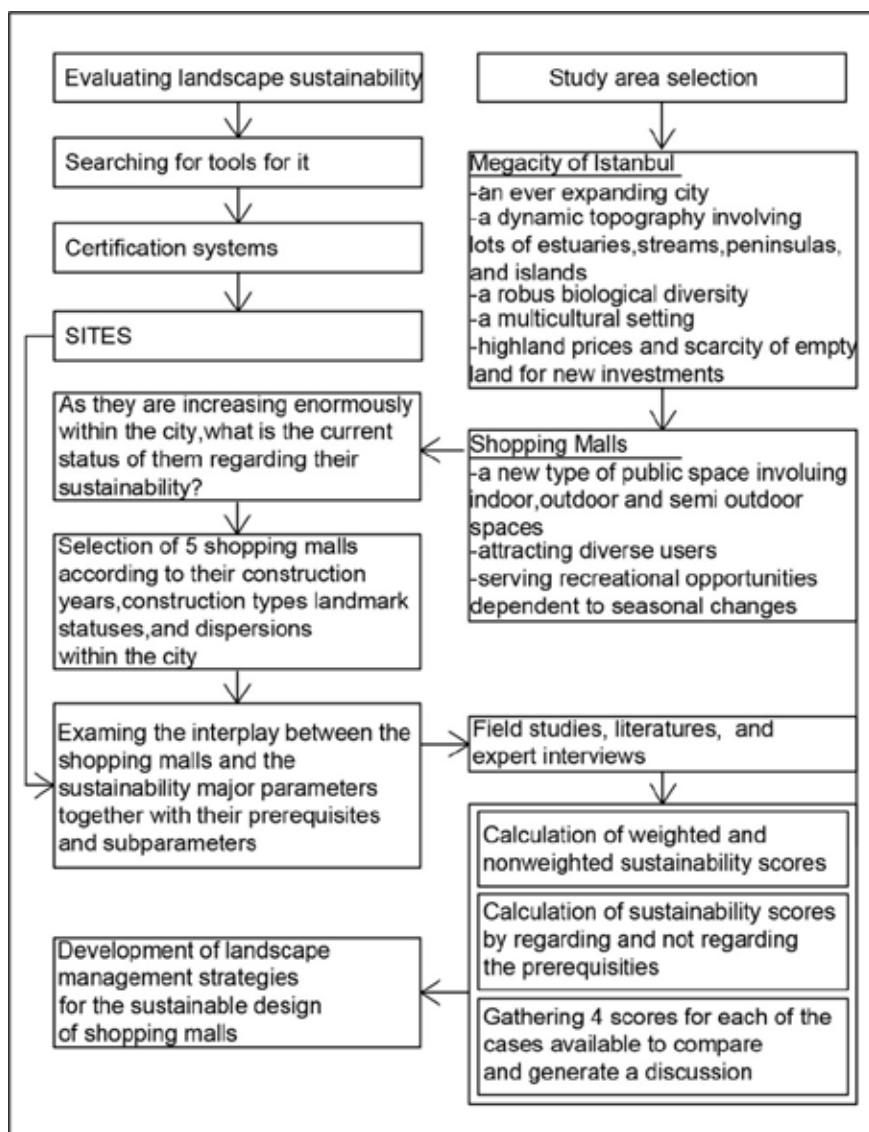 Evaluating landscape sustainability
Searching for tools for it
Certification systems
SITES
As they are increasing enormously
within the city,what is the current
status of them regarding their
sustainability?
Selection of 5 shopping malls
according to their construction
years,construction types landmark
statuses,and dispersions
within the city
Examing the interplay between the
shopping malls and the
sustainability major parameters
together with their prerequisites
and subparameters
Development of landscape
management strategies
for the sustainable design
of shopping malls
Study area selection
Megacity of Istanbul
-an ever expanding city
-a dynamic topography involving
lots of estuaries,streams,peninsulas,
and islands
-a robus biological diversity
-a multicultural setting
-highland prices and scarcity of empty
land for new investments
Shopping Malls
-a new type of public space involuing
indoor,outdoor and semi outdoor
spaces
-attracting diverse users
-serving recreational opportunities
dependent to seasonal changes
Field studies, literatures, and
expert interviews
Calculation of weighted and
nonweighted sustainability scores
Calculation of sustainability scores
by regarding and not regarding
the prerequisities
Gathering 4 scores for each of the
cases available to compare
and generate a discussion